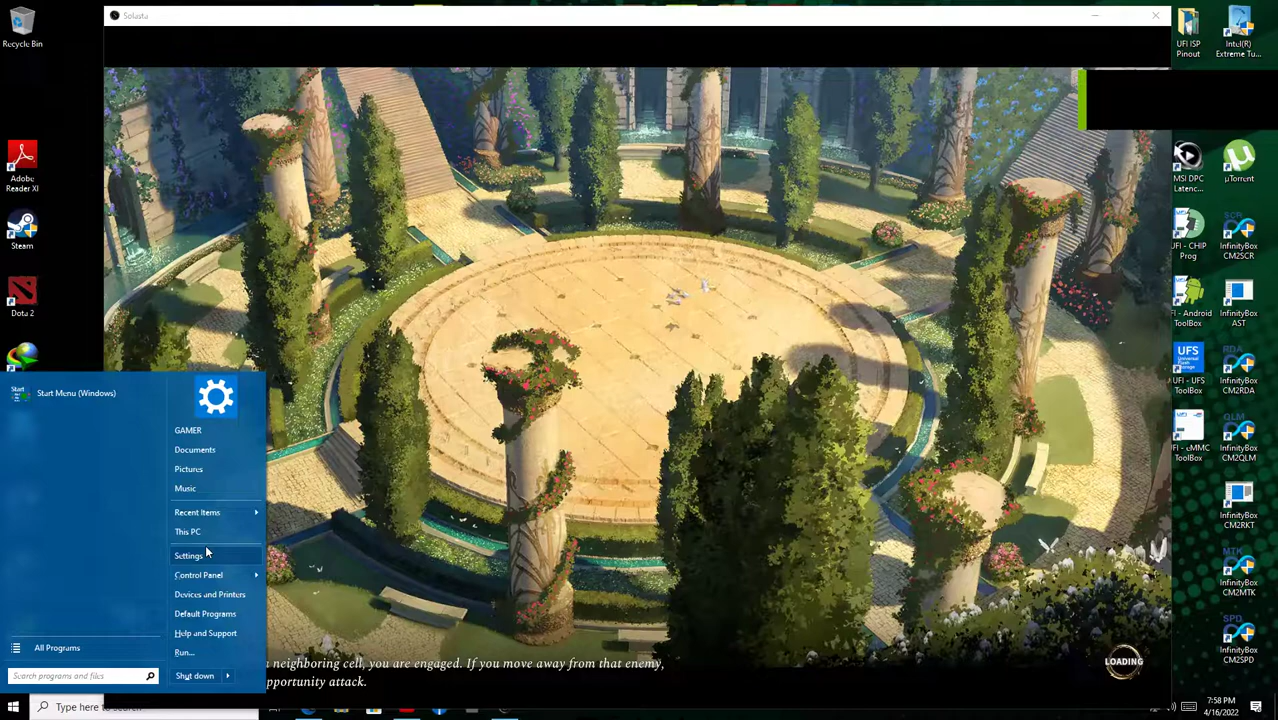 Solasta
Recycle Bin
Adobe
Reader XI
Steam
Dota 2
UFI ISP
Pinout
Intel(R)
Extreme Tu...
MSI DPC
Latenc...
µTorrent
UFI - CHIP
Prog
InfinityBox
CM2SCR
UFI - Android
ToolBox
InfinityBox
AST
UFI - UFS
ToolBox
InfinityBox
CM2RDA
UFI - eMMC
ToolBox
InfinityBox
CM2QLM
InfinityBox
CM2RKT
InfinityBox
CM2MTK
InfinityBox
CM2SPD
Start Menu (Windows)
GAMER
Documents
Pictures
Music
Recent Items
This PC
Settings
Control Panel
Devices and Printers
Default Programs
Help and Support
Run...
Shut down
All Programs
Search programs and files
neighboring cell, you are engaged. If you move away from that enemy,
pportunity attack.
LOADING
Type here to search
7:58 PM
4/16/2022